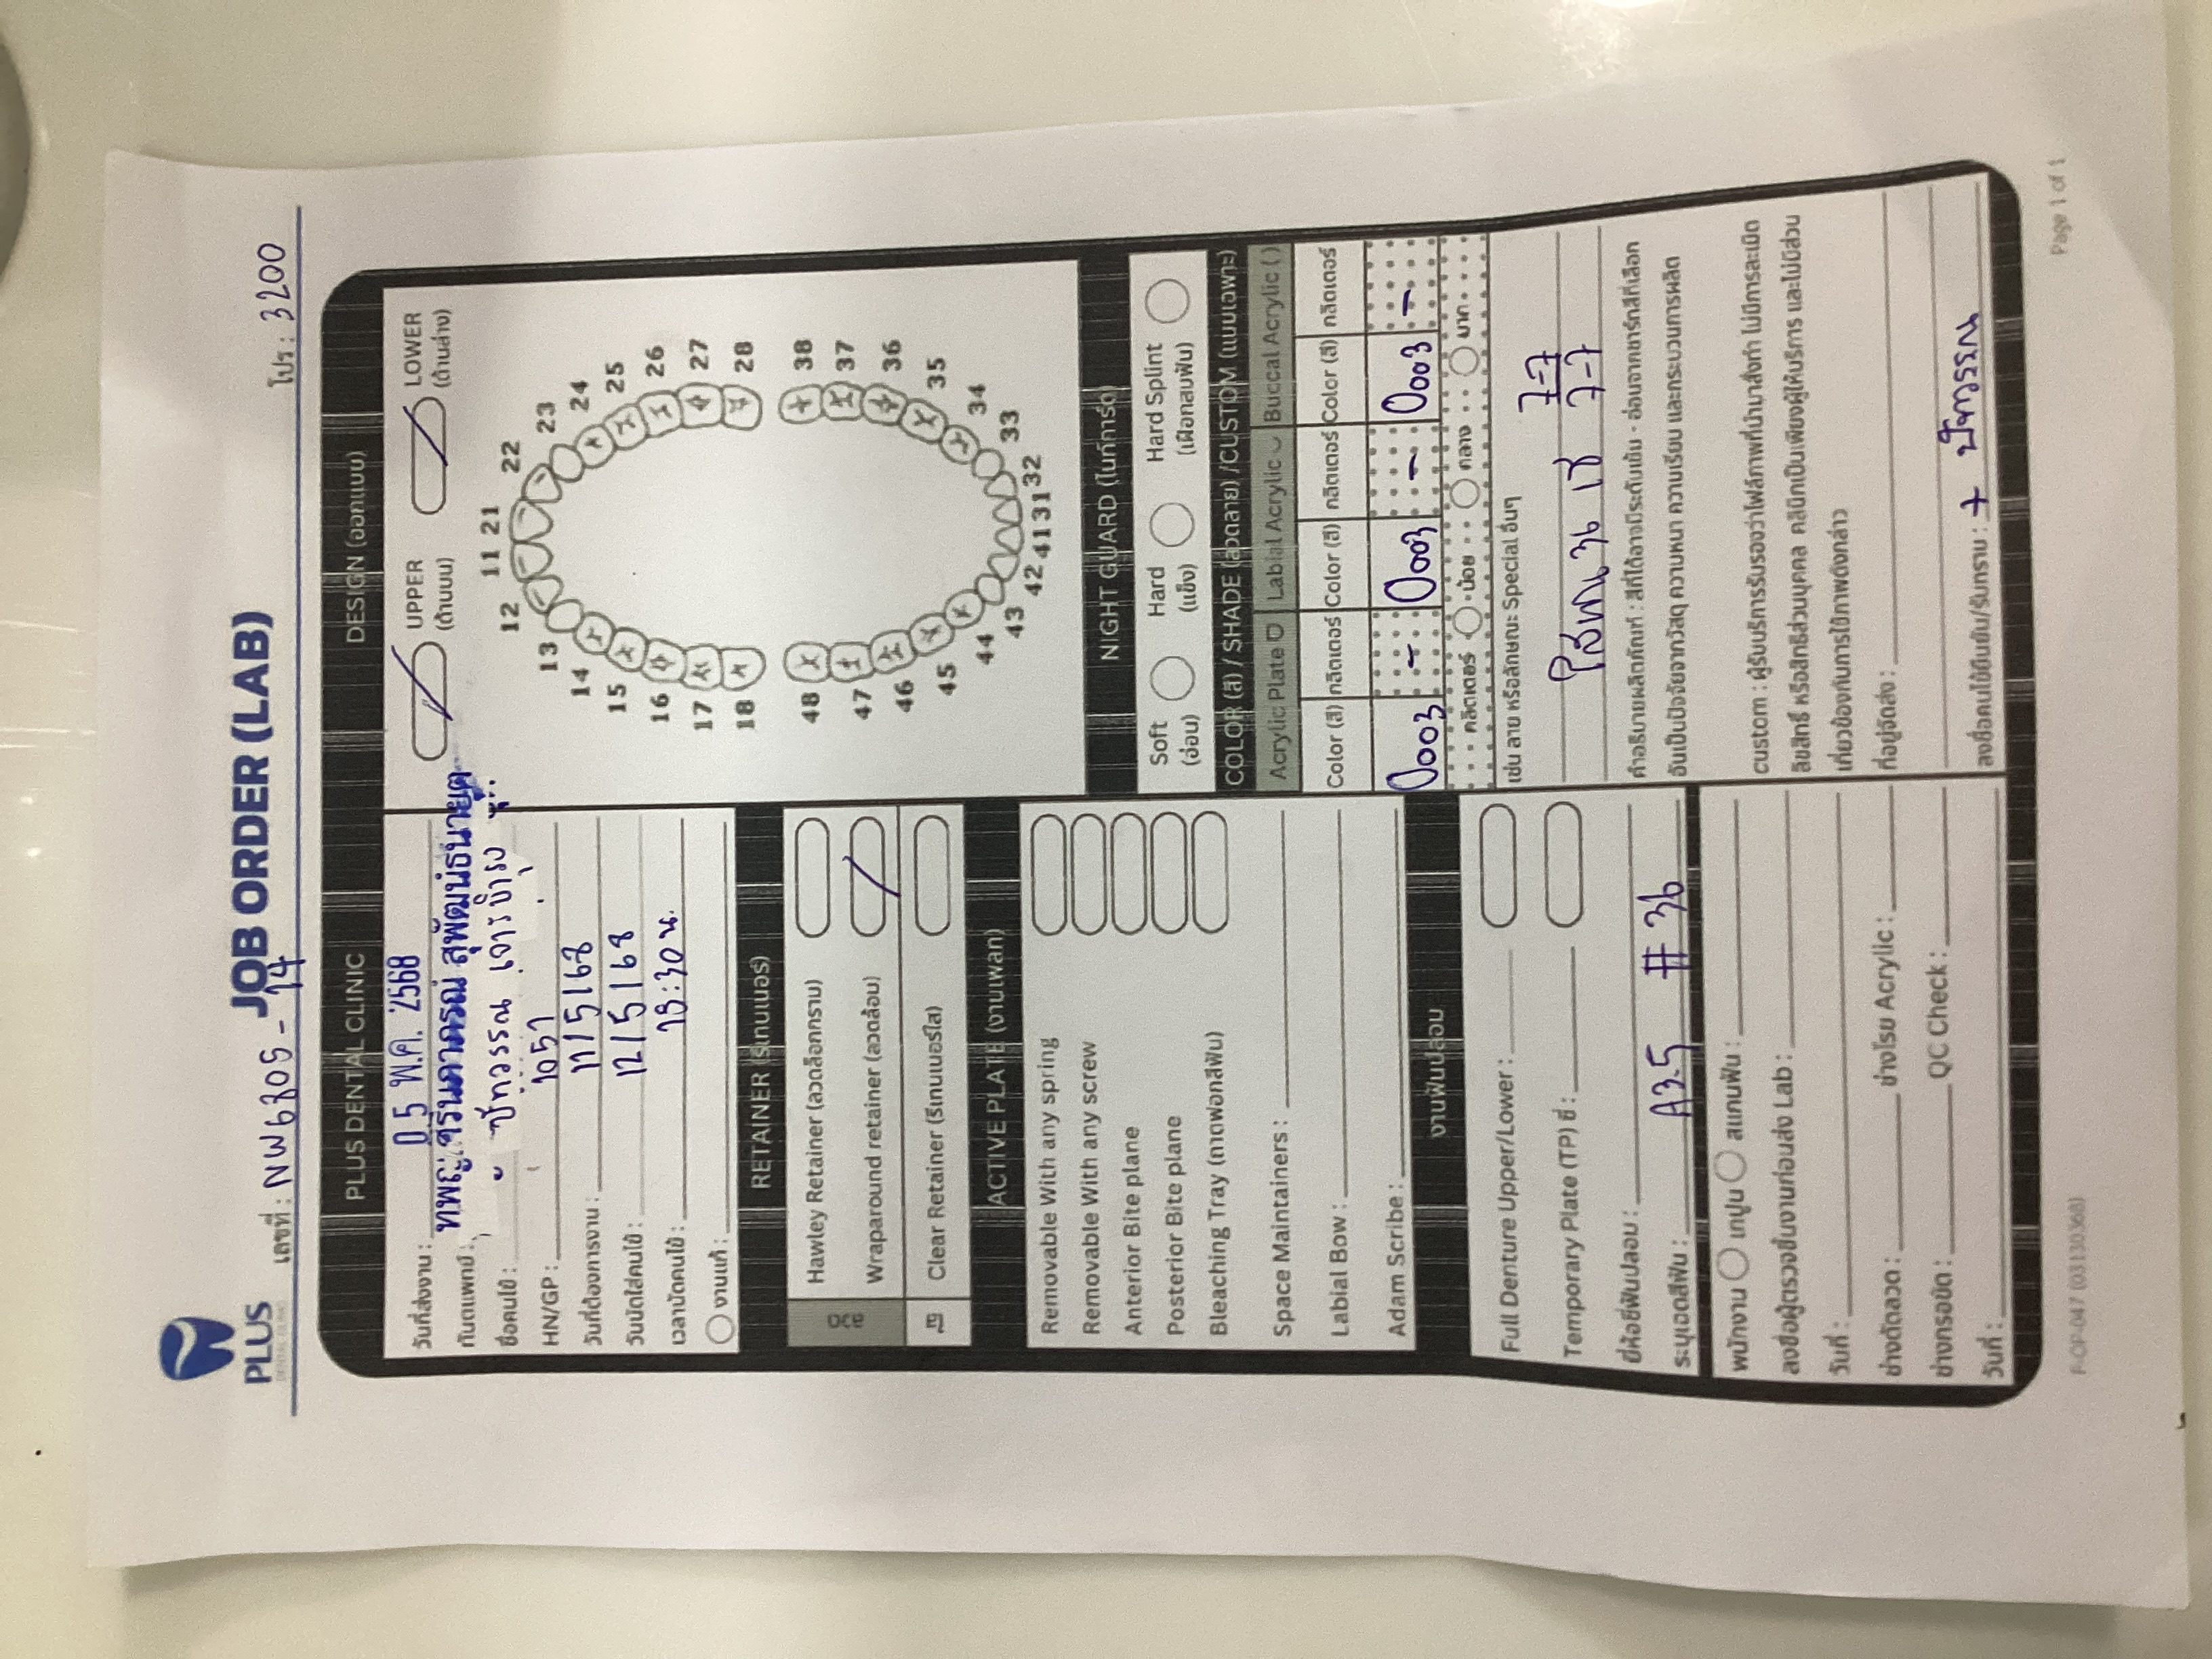 PLUS
DENTAL CLINIC
JOB ORDER (LAB)
เลขที่ : NW6805 - 14
โปร : 3200
PLUS DENTAL CLINIC
วันที่ส่งงาน : 05 พ.ค. 2568
ทันตแพทย์ : ทพญ. สุพัฒน์ธนายุต
ชื่อคนไข้ : ปัทวรรณ
HN/GP : 1051
วันที่ต้องการงาน : 11/5/68
วันนัดใส่คนไข้ : 12/5/68
เวลานัดคนไข้ : 18:30 น.
งานแก้ :
DESIGN (ออกแบบ)
UPPER
(ด้านบน)
LOWER
(ด้านล่าง)
11 21
12 22
13 23
14 24
15 25
16 26
17 27
18 28
48 38
47 37
46 36
45 35
44 34
43 33
42 41 31 32
RETAINER (รีเทนเนอร์)
ลวด
Hawley Retainer (ลวดล็อกกราม)
Wraparound retainer (ลวดล้อม)
ใส
Clear Retainer (รีเทนเนอร์ใส)
ACTIVE PLATE (งานเพลท)
Removable With any spring
Removable With any screw
Anterior Bite plane
Posterior Bite plane
Bleaching Tray (ถาดฟอกสีฟัน)
Space Maintainers :
Labial Bow :
Adam Scribe :
งานฟันปลอม
Full Denture Upper/Lower :
Temporary Plate (TP) ซี่ :
ยี่ห้อซี่ฟันปลอม :
ระบุเฉดสีฟัน : A3.5 # 36
พนักงาน เทปูน สแกนฟัน :
ลงชื่อผู้ตรวจชิ้นงานก่อนส่ง Lab :
วันที่ :
ช่างดัดลวด : ช่างโรย Acrylic :
ช่างกรอขัด : QC Check :
วันที่ :
NIGHT GUARD (ไนท์การ์ด)
Soft
(อ่อน)
Hard
(แข็ง)
Hard Splint
(เฝือกสบฟัน)
COLOR (สี) / SHADE (ลวดลาย) /CUSTOM (แบบเฉพาะ)
Acrylic Plate Labial Acrylic Buccal Acrylic ( )
Color (สี) กลิตเตอร์ Color (สี) กลิตเตอร์ Color (สี) กลิตเตอร์
0003 - 0003 - 0003 -
กลิตเตอร์ น้อย กลาง มาก
เช่น ลาย หรือลักษณะ Special อื่นๆ
7-7
36 7-7
คำอธิบายผลิตภัณฑ์ : สีที่ได้อาจมีระดับเข้ม - อ่อนจากชาร์ทสีที่เลือก
อันเป็นปัจจัยจากวัสดุ ความหนา ความเรียบ และกระบวนการผลิต
custom : ผู้รับบริการรับรองว่าไฟล์ภาพที่นำมาสั่งทำ ไม่มีการละเมิด
ลิขสิทธิ์ หรือสิทธิส่วนบุคคล คลินิกเป็นเพียงผู้ให้บริการ และไม่มีส่วน
เกี่ยวข้องกับการใช้ภาพดังกล่าว
ที่อยู่จัดส่ง :
ลงชื่อคนไข้ยืนยัน/รับทราบ : + ปัทวรรณ
F-OP-047 (03130368)
Page 1 of 1